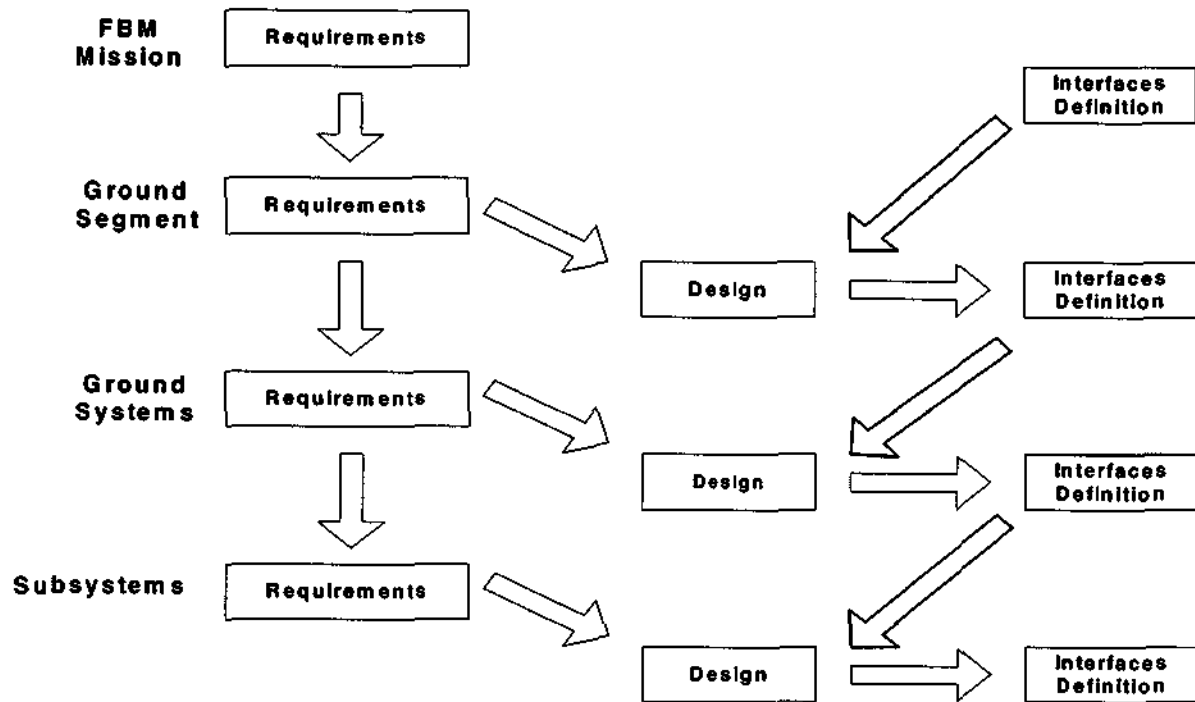 FBM
Mission
Requirements
Interfaces
Definition
Ground
Segment
Requirements
Design
Interfaces
Definition
Ground
Systems
Requirements
Design
Interfaces
Definition
Subsystems
Requirements
Design
Interfaces
Definition